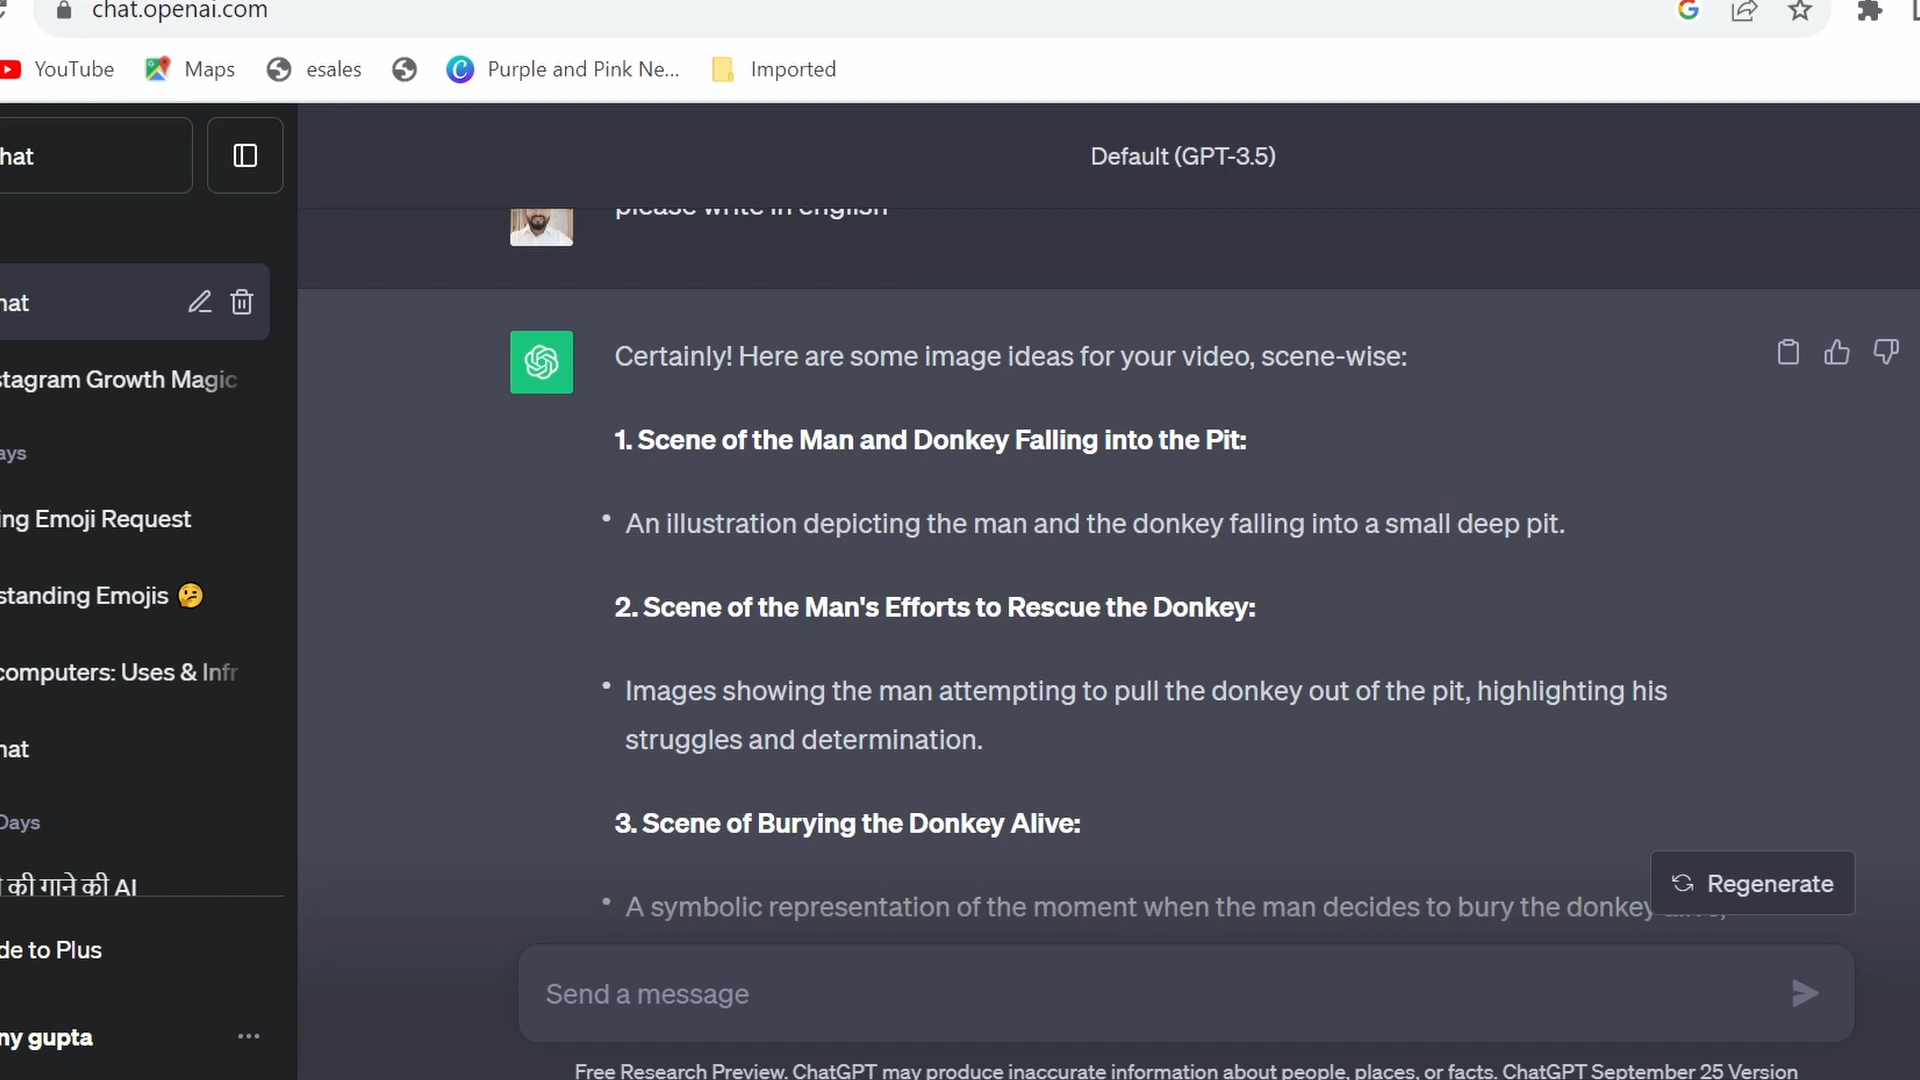 chat.openai.com
YouTube Maps esales Purple and Pink Ne... Imported
hat
Default (GPT-3.5)
please write in english
hat
stagram Growth Magic
ays
ing Emoji Request
standing Emojis 🤔
computers: Uses & Infr
hat
Days
की गाने की AI
de to Plus
ny gupta
Certainly! Here are some image ideas for your video, scene-wise:
1. Scene of the Man and Donkey Falling into the Pit:
• An illustration depicting the man and the donkey falling into a small deep pit.
2. Scene of the Man's Efforts to Rescue the Donkey:
• Images showing the man attempting to pull the donkey out of the pit, highlighting his
struggles and determination.
3. Scene of Burying the Donkey Alive:
• A symbolic representation of the moment when the man decides to bury the donkey alive,
Regenerate
Send a message
Free Research Preview. ChatGPT may produce inaccurate information about people, places, or facts. ChatGPT September 25 Version